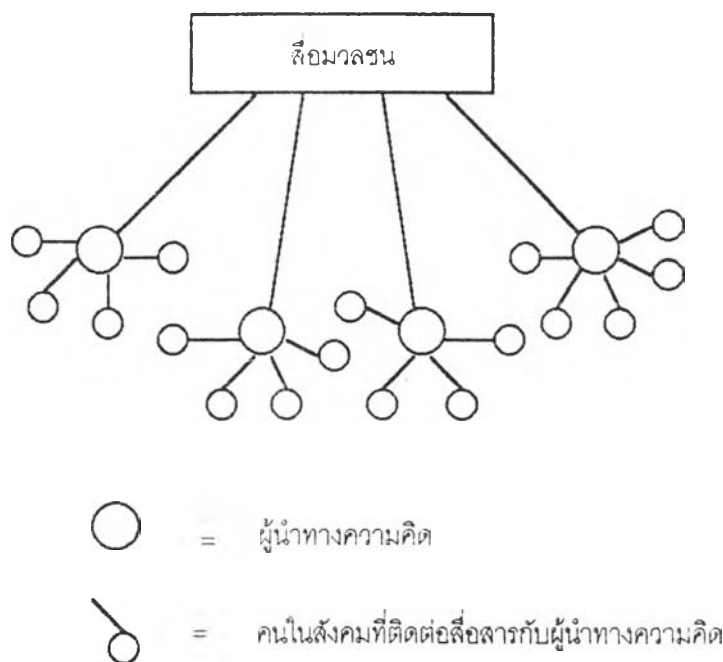 สื่อมวลชน
= ผู้นำทางความคิด
= คนในสังคมที่ติดต่อสื่อสารกับผู้นำทางความคิด